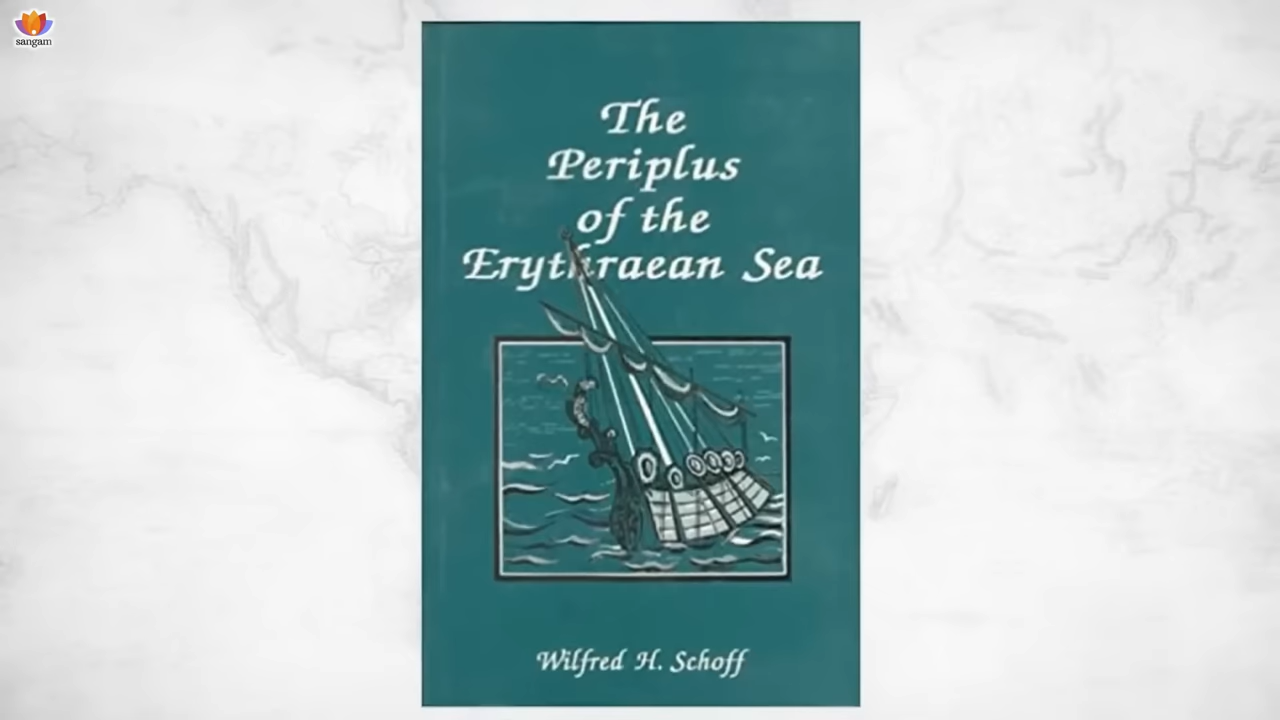 sangam
The
Periplus
of the
Erythraean Sea
Wilfred H. Schoff